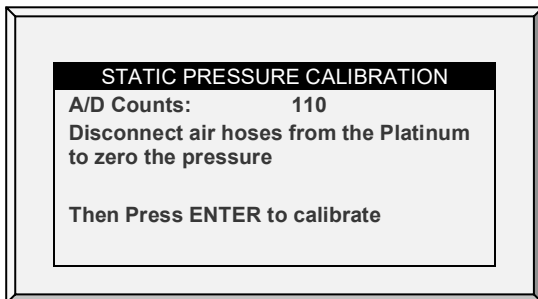 STATIC PRESSURE CALIBRATION
A/D Counts: 110
Disconnect air hoses from the Platinum
to zero the pressure
Then Press ENTER to calibrate